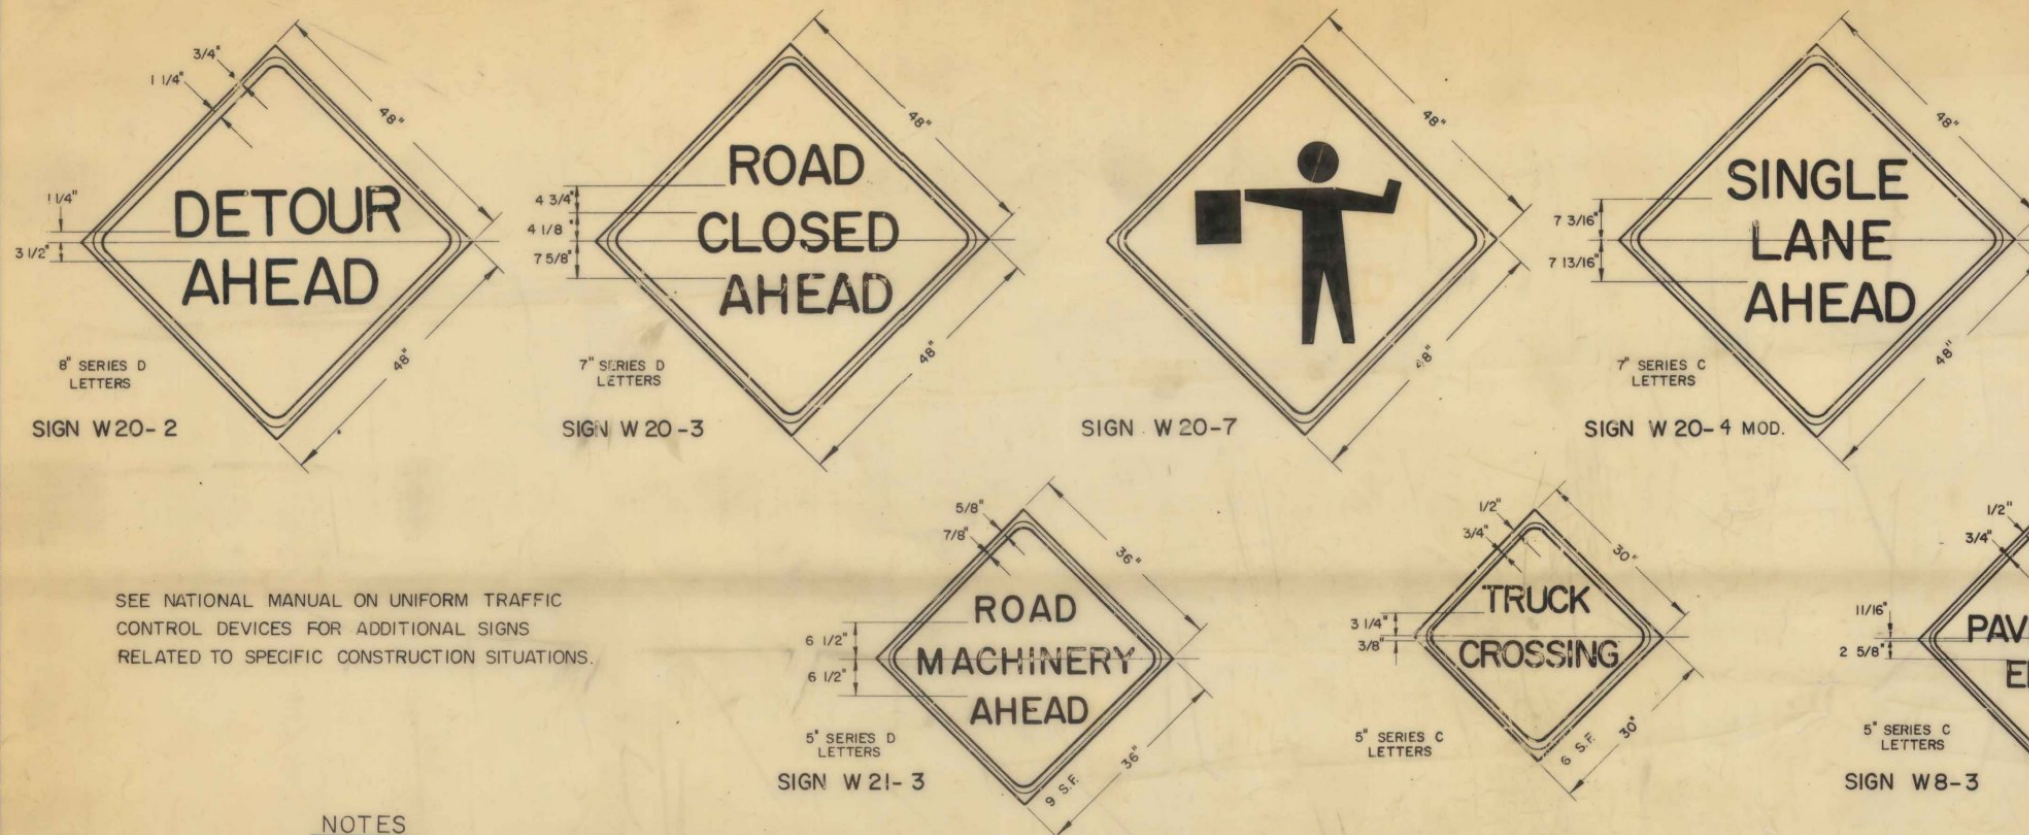 3/4"
1 1/4"
48"
1 1/4"
3 1/2"
DETOUR
AHEAD
48"
8" SERIES D
LETTERS
SIGN W20-2
48"
4 3/4"
4 1/8"
7 5/8"
ROAD
CLOSED
AHEAD
48"
7" SERIES D
LETTERS
SIGN W20-3
48"
48"
SIGN W20-7
48"
7 3/16"
7 13/16"
SINGLE
LANE
AHEAD
48"
7" SERIES C
LETTERS
SIGN W20-4 MOD.
SEE NATIONAL MANUAL ON UNIFORM TRAFFIC
CONTROL DEVICES FOR ADDITIONAL SIGNS
RELATED TO SPECIFIC CONSTRUCTION SITUATIONS.
NOTES
5/8"
7/8"
36"
6 1/2"
6 1/2"
ROAD
MACHINERY
AHEAD
9 S.F.
36"
5" SERIES D
LETTERS
SIGN W21-3
1/2"
3/4"
30"
3 1/4"
3/8"
TRUCK
CROSSING
6 S.F.
30"
5" SERIES C
LETTERS
1/2"
3/4"
11/16"
2 5/8"
PAV
5" SERIES C
LETTERS
SIGN W8-3